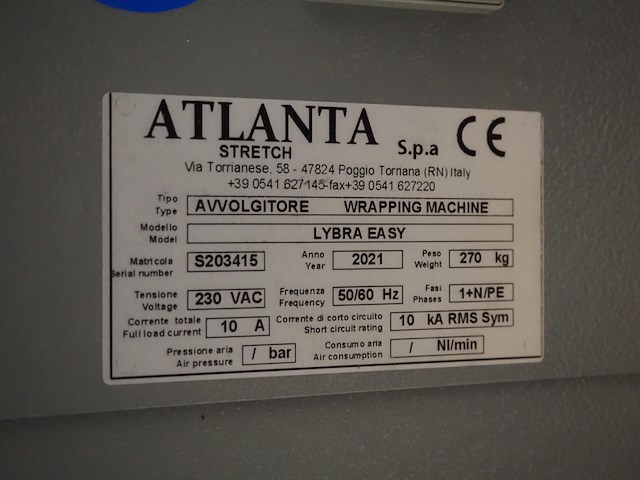 ATLANTA
STRETCH S.p.a CE
Via Torrianese, 58 - 47824 Poggio Torriana (RN) Italy
+39 0541 627145-fax+39 0541 627220
Tipo
Type AVVOLGITORE WRAPPING MACHINE
Modello
Model LYBRA EASY
Matricola Anno Peso
Serial number S203415 Year 2021 Weight 270 kg
Tensione Frequenza Fasi
Voltage 230 VAC Frequency 50/60 Hz Phases 1+N/PE
Corrente totale Corrente di corto circuito
Full load current 10 A Short circuit rating 10 kA RMS Sym
Pressione aria Consumo aria
Air pressure / bar Air consumption / Nl/min